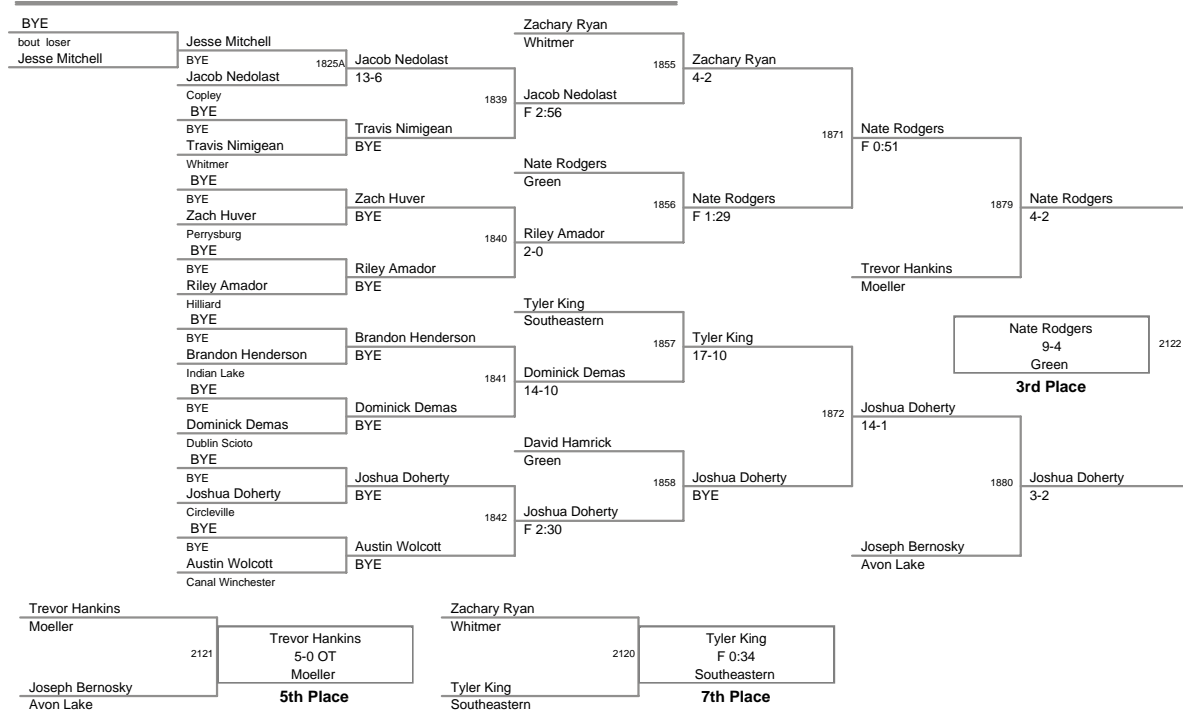 BYE
bout loser
Jesse Mitchell
Jesse Mitchell
BYE
Jacob Nedolast
Copley
BYE
BYE
Travis Nimigean
Whitmer
BYE
BYE
Zach Huver
Perrysburg
BYE
BYE
Riley Amador
Hilliard
BYE
BYE
Brandon Henderson
Indian Lake
BYE
BYE
Dominick Demas
Dublin Scioto
BYE
BYE
Joshua Doherty
Circleville
BYE
BYE
Austin Wolcott
Canal Winchester
1825A
Jacob Nedolast
13-6
Travis Nimigean
BYE
Zach Huver
BYE
Riley Amador
BYE
Brandon Henderson
BYE
Dominick Demas
BYE
Joshua Doherty
BYE
Austin Wolcott
BYE
1839
1840
1841
1842
Zachary Ryan
Whitmer
Jacob Nedolast
F 2:56
Nate Rodgers
Green
Riley Amador
2-0
Tyler King
Southeastern
Dominick Demas
14-10
David Hamrick
Green
Joshua Doherty
F 2:30
1855
1856
1857
1858
Zachary Ryan
4-2
Nate Rodgers
F 1:29
Tyler King
17-10
Joshua Doherty
BYE
1871
1872
Nate Rodgers
F 0:51
Trevor Hankins
Moeller
Joshua Doherty
14-1
Joseph Bernosky
Avon Lake
1879
1880
Nate Rodgers
4-2
Joshua Doherty
3-2
Nate Rodgers
9-4
Green
2122
3rd Place
Trevor Hankins
Moeller
2121
Joseph Bernosky
Avon Lake
Trevor Hankins
5-0 OT
Moeller
5th Place
Zachary Ryan
Whitmer
2120
Tyler King
Southeastern
Tyler King
F 0:34
Southeastern
7th Place